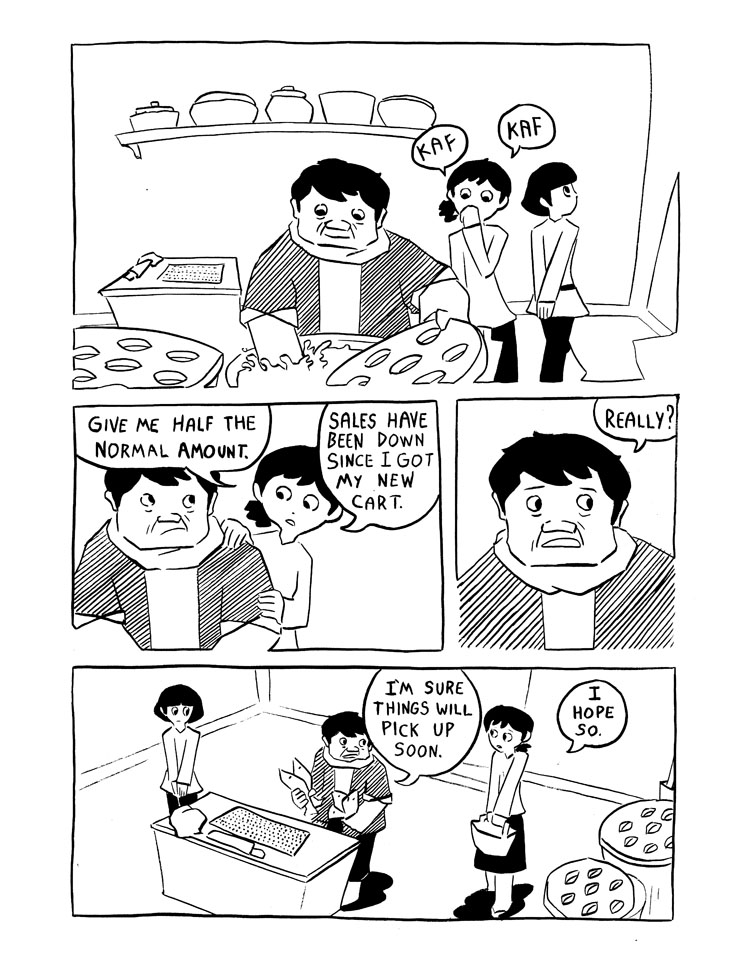 KAF
KAF
GIVE ME HALF THE
NORMAL AMOUNT.
SALES HAVE
BEEN DOWN
SINCE I GOT
MY NEW
CART.
REALLY?
I'M SURE
THINGS WILL
PICK UP
SOON.
I
HOPE
SO.